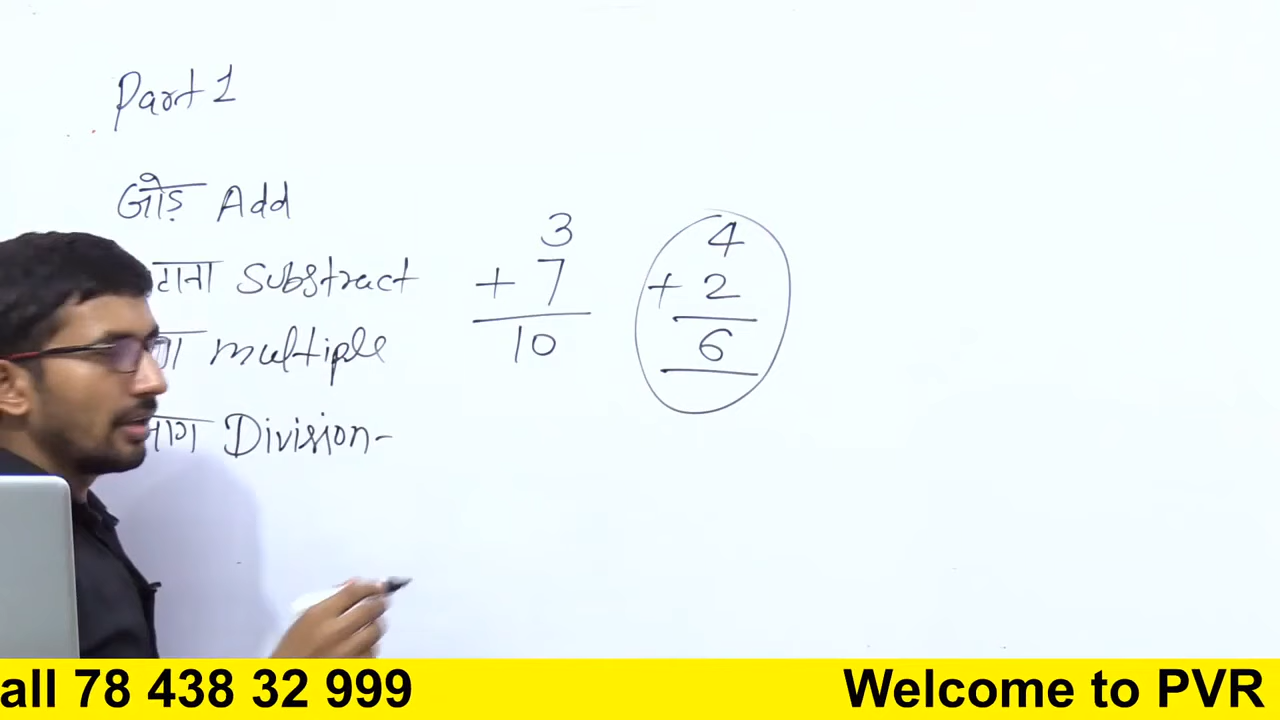 Part 1
जोड़ Add
Substract
multiple
Division-
3
+ 7
10
4
+ 2
6
all 78 438 32 999
Welcome to PVR